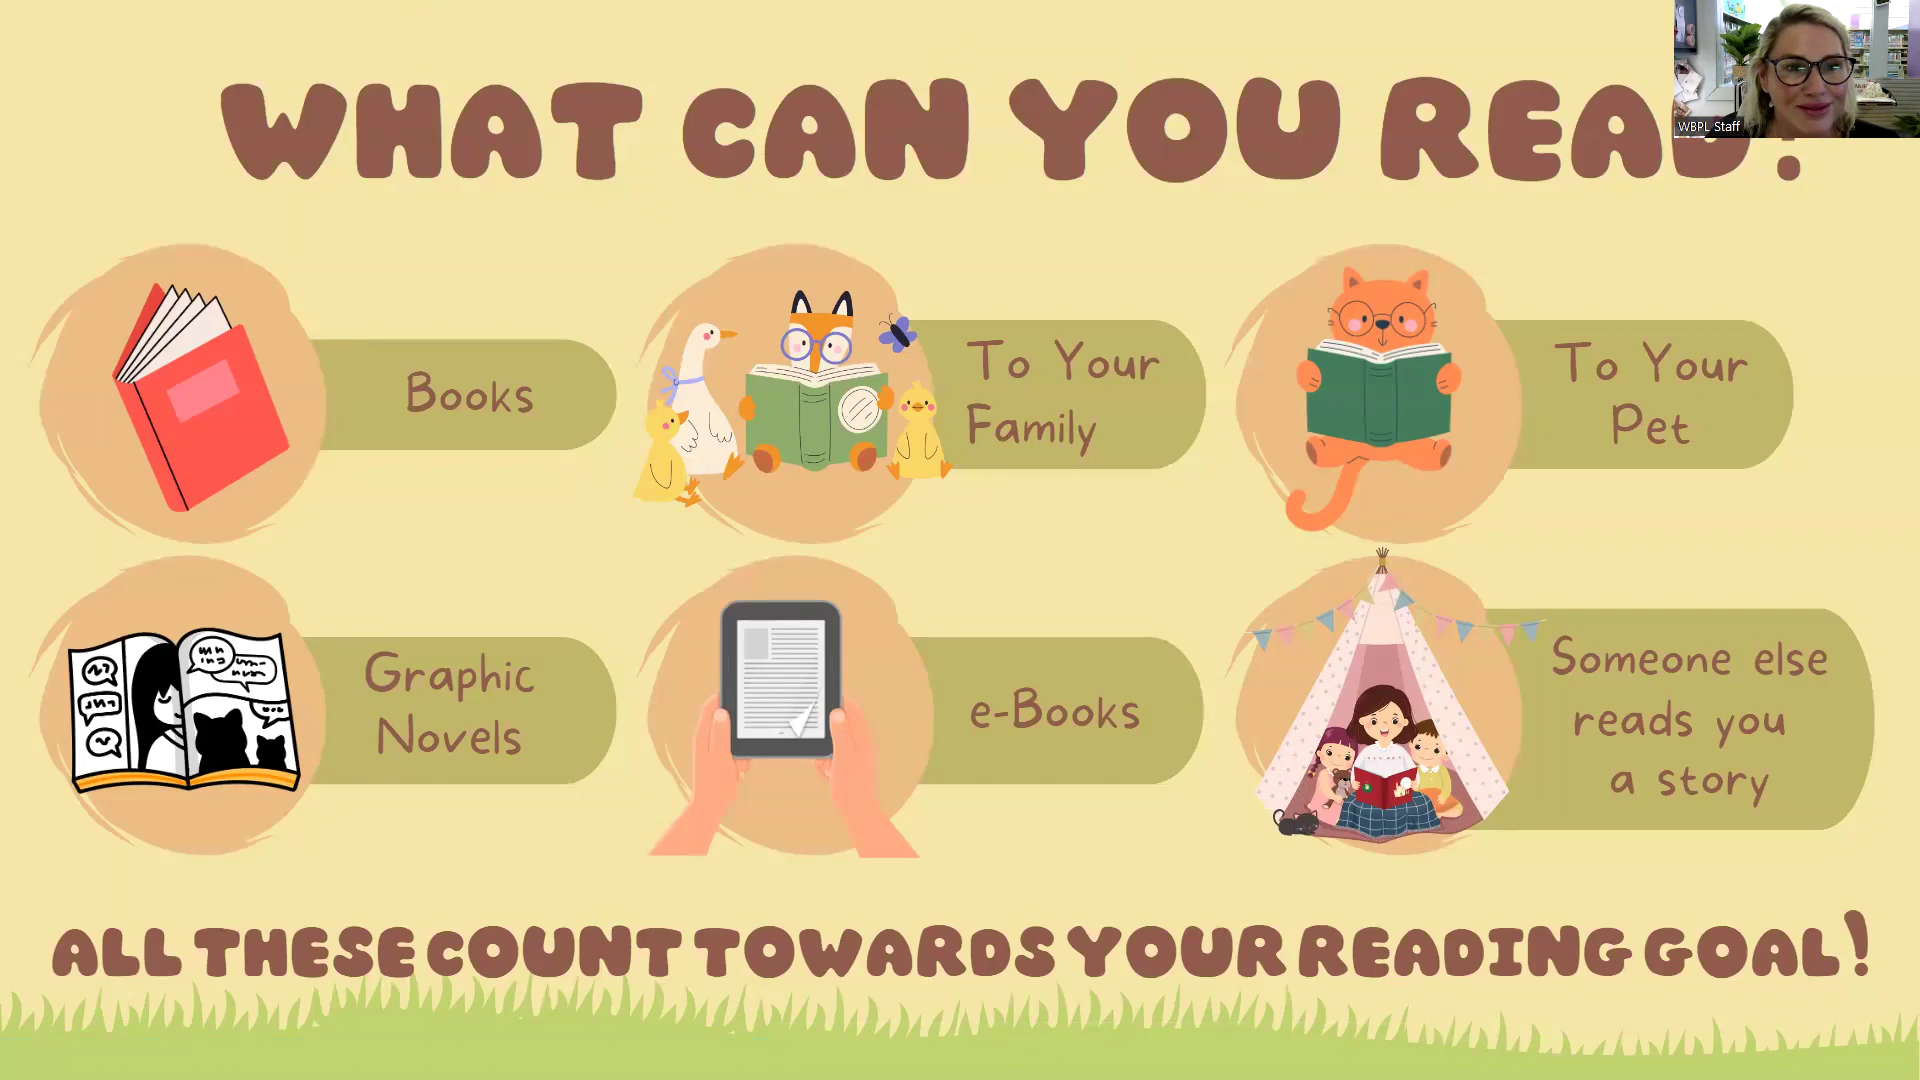 WHAT CAN YOU READ?
WBPL Staff
Books
To Your
Family
To Your
Pet
Graphic
Novels
e-Books
Someone else
reads you
a story
ALL THESE COUNT TOWARDS YOUR READING GOAL!